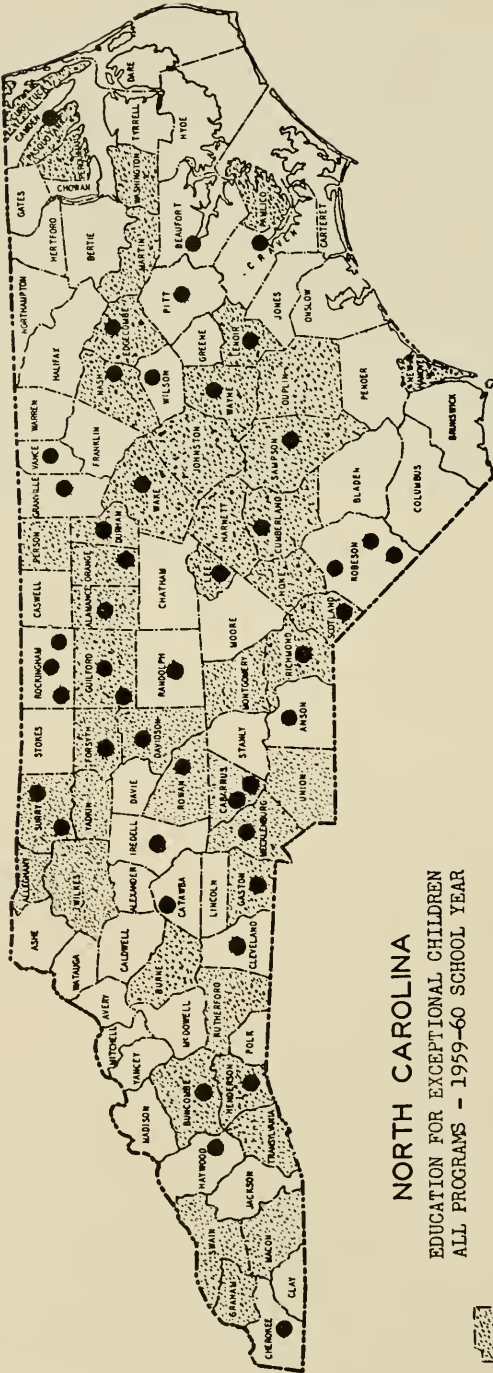 CURRITUCK
CAMDEN
PASQUOTANK
PERQUIMANS
GATES
CHOWAN
HERTFORD
BERTIE
NORTHAMPTON
HALIFAX
WARREN
VANCE
GRANVILLE
PERSON
CASWELL
ROCKINGHAM
STOKES
SURRY
ALLEGHANY
ASHE
WATAUGA
WILKES
YADKIN
FORSYTH
GUILFORD
ALAMANCE
ORANGE
DURHAM
FRANKLIN
NASH
EDGECOMBE
MARTIN
WASHINGTON
TYRRELL
DARE
HYDE
BEAUFORT
PITT
WILSON
WAKE
CHATHAM
RANDOLPH
DAVIDSON
DAVIE
IREDELL
ALEXANDER
CALDWELL
AVERY
MITCHELL
YANCEY
MADISON
BUNCOMBE
McDOWELL
BURKE
CATAWBA
LINCOLN
ROWAN
CABARRUS
STANLY
MONTGOMERY
MOORE
LEE
HARNETT
JOHNSTON
WAYNE
GREENE
LENOIR
CRAVEN
PAMLICO
CARTERET
JONES
ONSLOW
DUPLIN
SAMPSON
CUMBERLAND
HOKE
SCOTLAND
RICHMOND
ANSON
UNION
MECKLENBURG
GASTON
CLEVELAND
RUTHERFORD
POLK
HENDERSON
TRANSYLVANIA
HAYWOOD
JACKSON
SWAIN
MACON
GRAHAM
CLAY
CHEROKEE
ROBESON
BLADEN
PENDER
NEW HANOVER
BRUNSWICK
COLUMBUS
NORTH CAROLINA
EDUCATION FOR EXCEPTIONAL CHILDREN
ALL PROGRAMS - 1959-60 SCHOOL YEAR